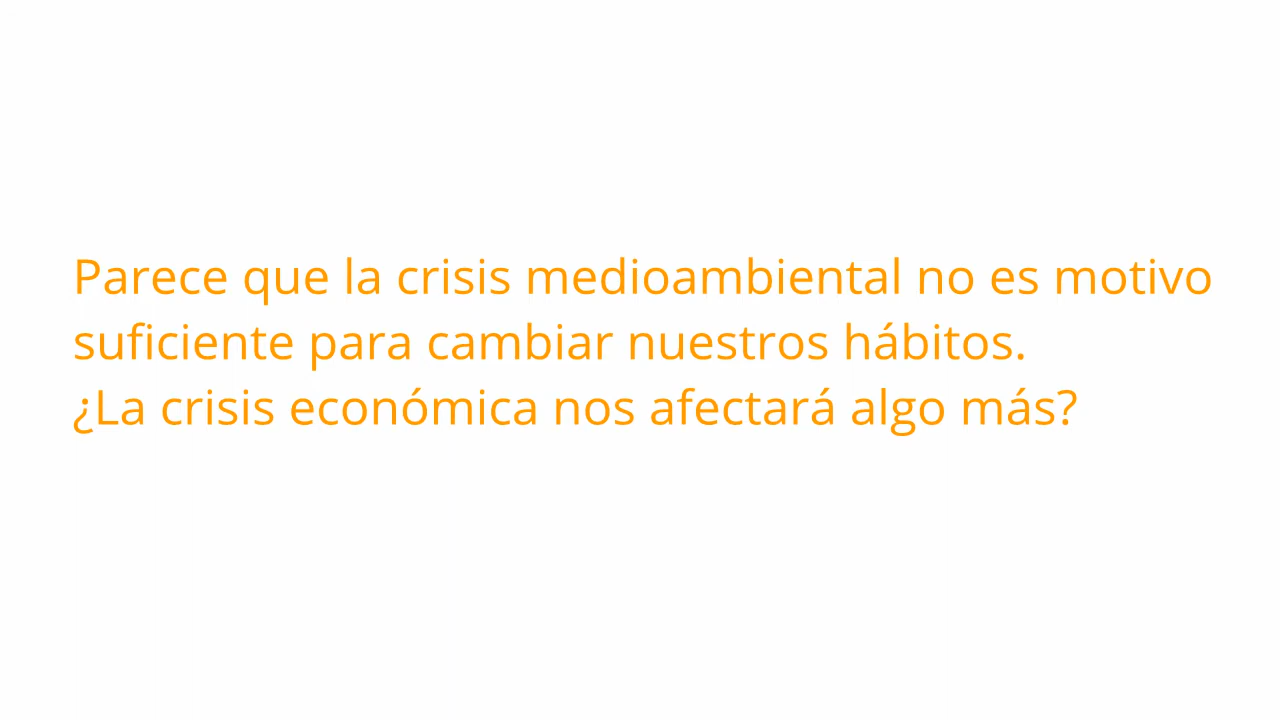 Parece que la crisis medioambiental no es motivo
suficiente para cambiar nuestros hábitos.
¿La crisis económica nos afectará algo más?